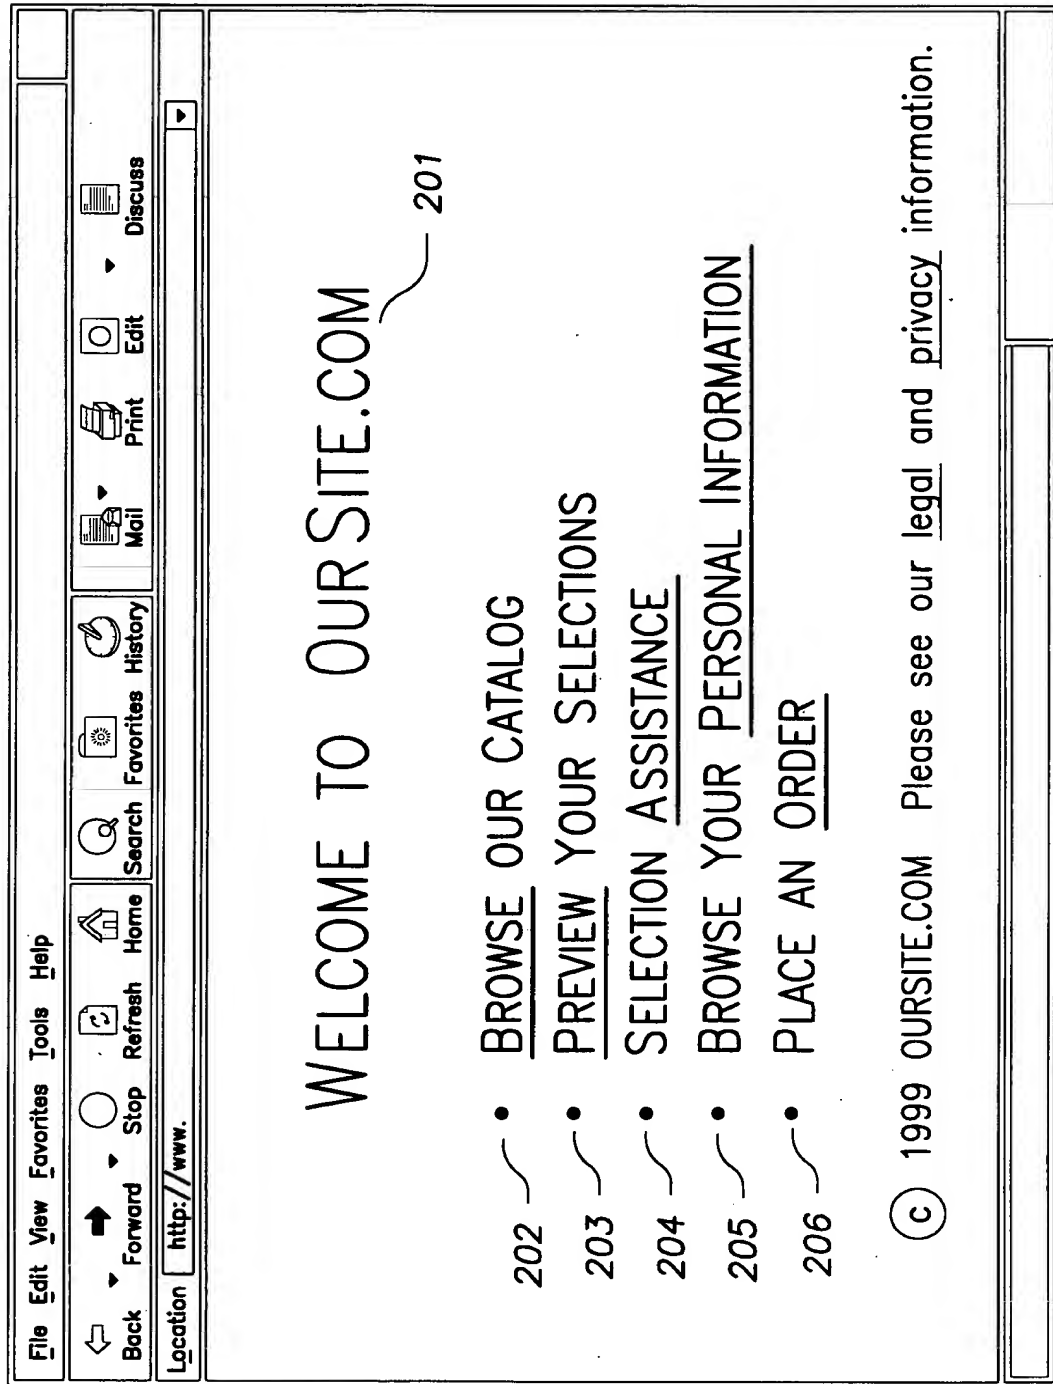 File Edit View Favorites Tools Help
Back Forward Stop Refresh Home Search Favorites History Mail Print Edit Discuss
Location http://www.
WELCOME TO OURSITE.COM
201
202 • BROWSE OUR CATALOG
203 • PREVIEW YOUR SELECTIONS
204 • SELECTION ASSISTANCE
205 • BROWSE YOUR PERSONAL INFORMATION
206 • PLACE AN ORDER
© 1999 OURSITE.COM Please see our legal and privacy information.